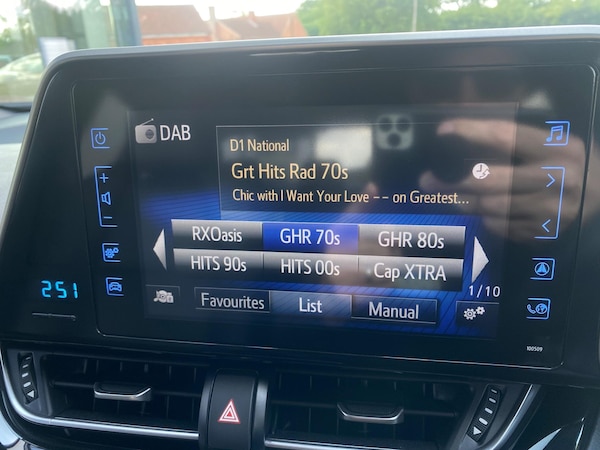 DAB
D1 National
Grt Hits Rad 70s
Chic with I Want Your Love -- on Greatest...
RXOasis GHR 70s GHR 80s
HITS 90s HITS 00s Cap XTRA
1/10
Favourites List Manual
251
100509